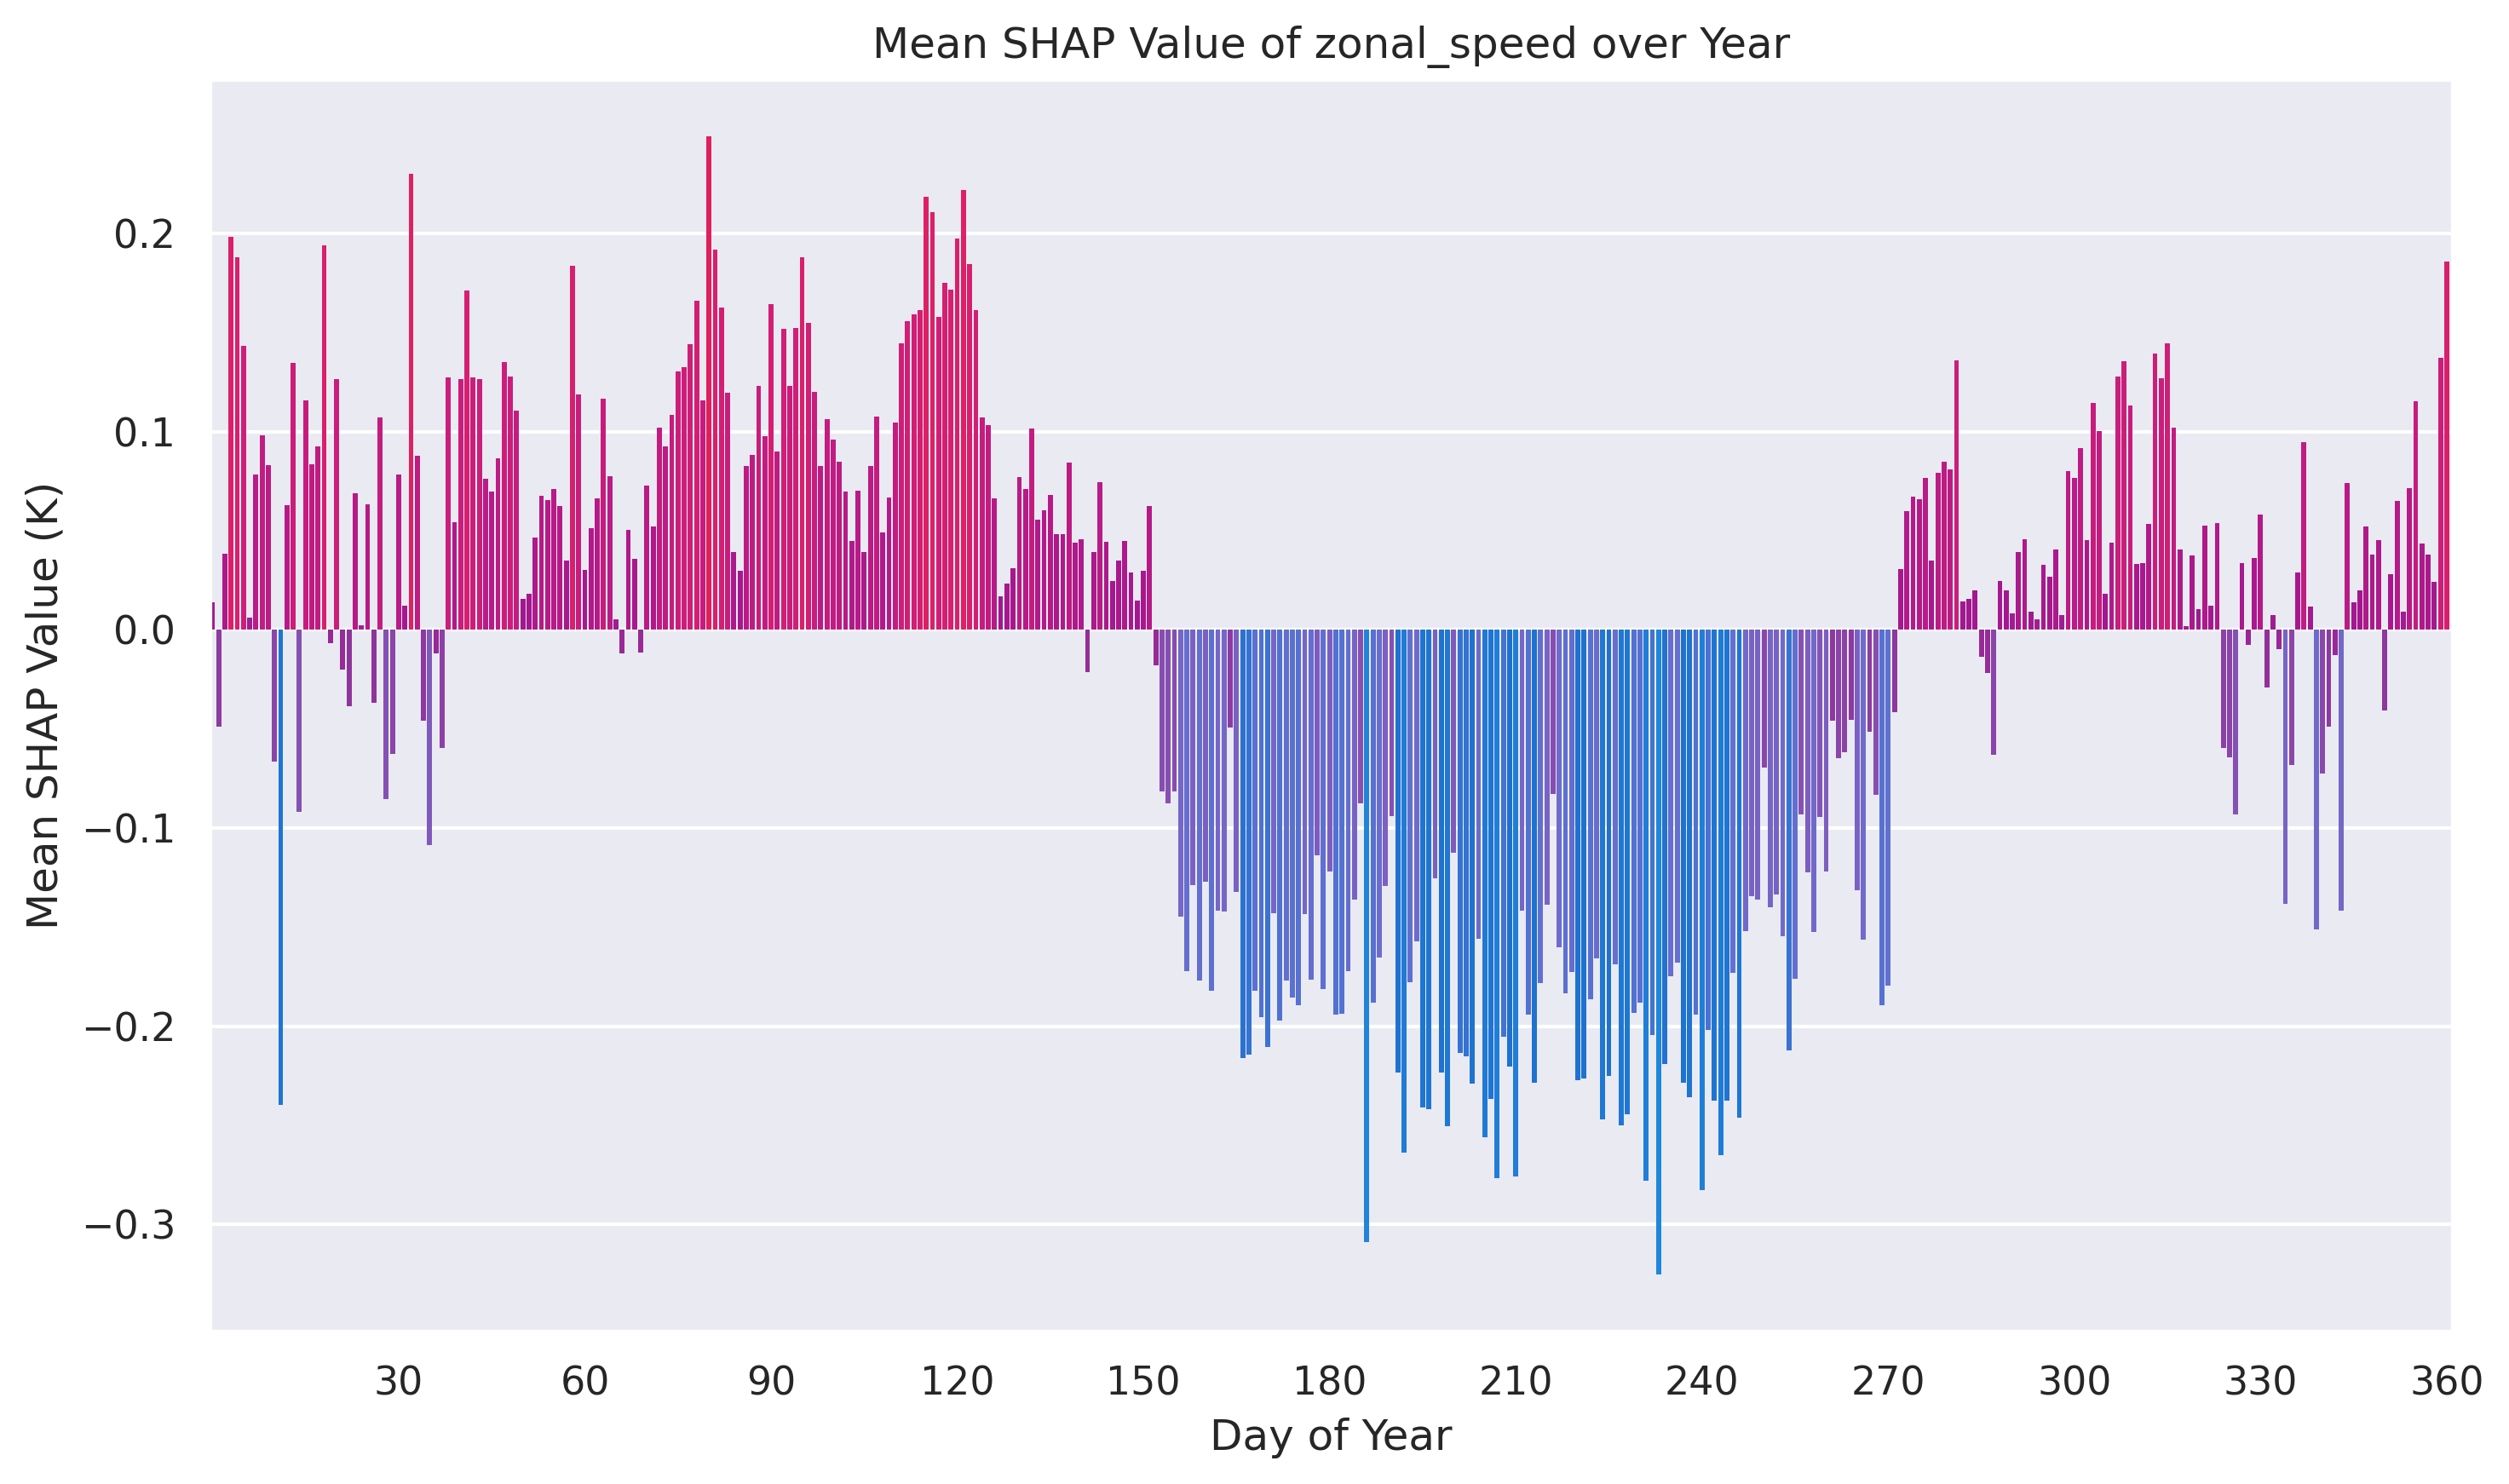 Mean SHAP Value of zonal_speed over Year
Mean SHAP Value (K)
0.2
0.1
0.0
−0.1
−0.2
−0.3
30 60 90 120 150 180 210 240 270 300 330 360
Day of Year